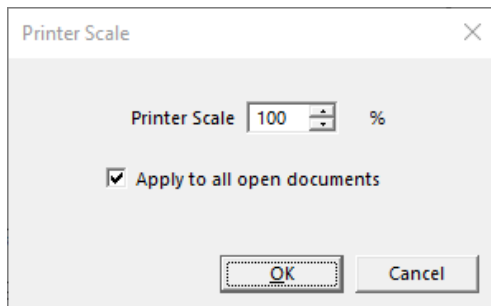 Printer Scale
Printer Scale 100 %
Apply to all open documents
OK Cancel